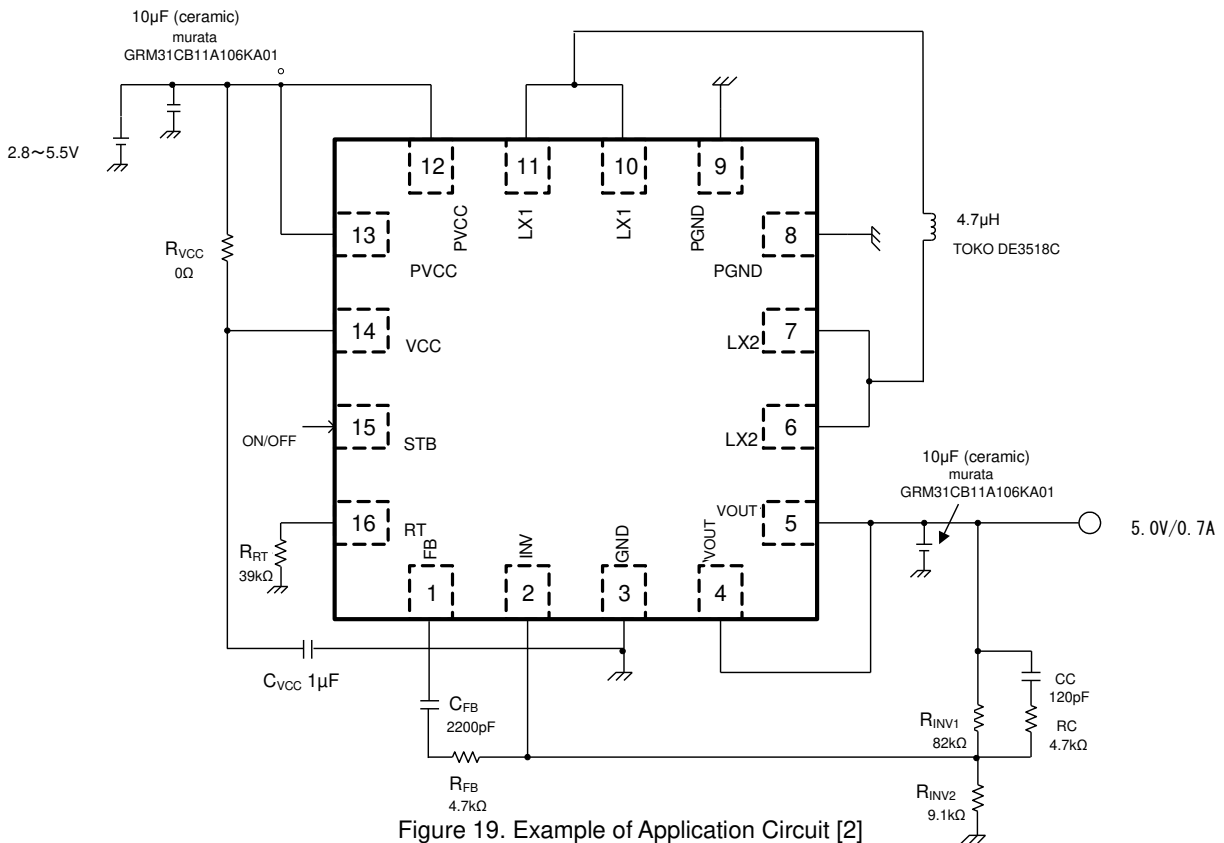 10µF (ceramic)
murata
GRM31CB11A106KA01
2.8～5.5V
12
11
10
9
PVCC
LX1
LX1
PGND
13
PVCC
8
PGND
4.7µH
TOKO DE3518C
RVCC
0Ω
14
VCC
7
LX2
ON/OFF
15
STB
6
LX2
10µF (ceramic)
murata
GRM31CB11A106KA01
16
RT
VOUT
5
5.0V/0.7A
RRT
39kΩ
FB
INV
GND
VOUT
1
2
3
4
CVCC 1µF
CFB
2200pF
CC
120pF
RINV1
82kΩ
RC
4.7kΩ
RFB
4.7kΩ
RINV2
9.1kΩ
Figure 19. Example of Application Circuit [2]